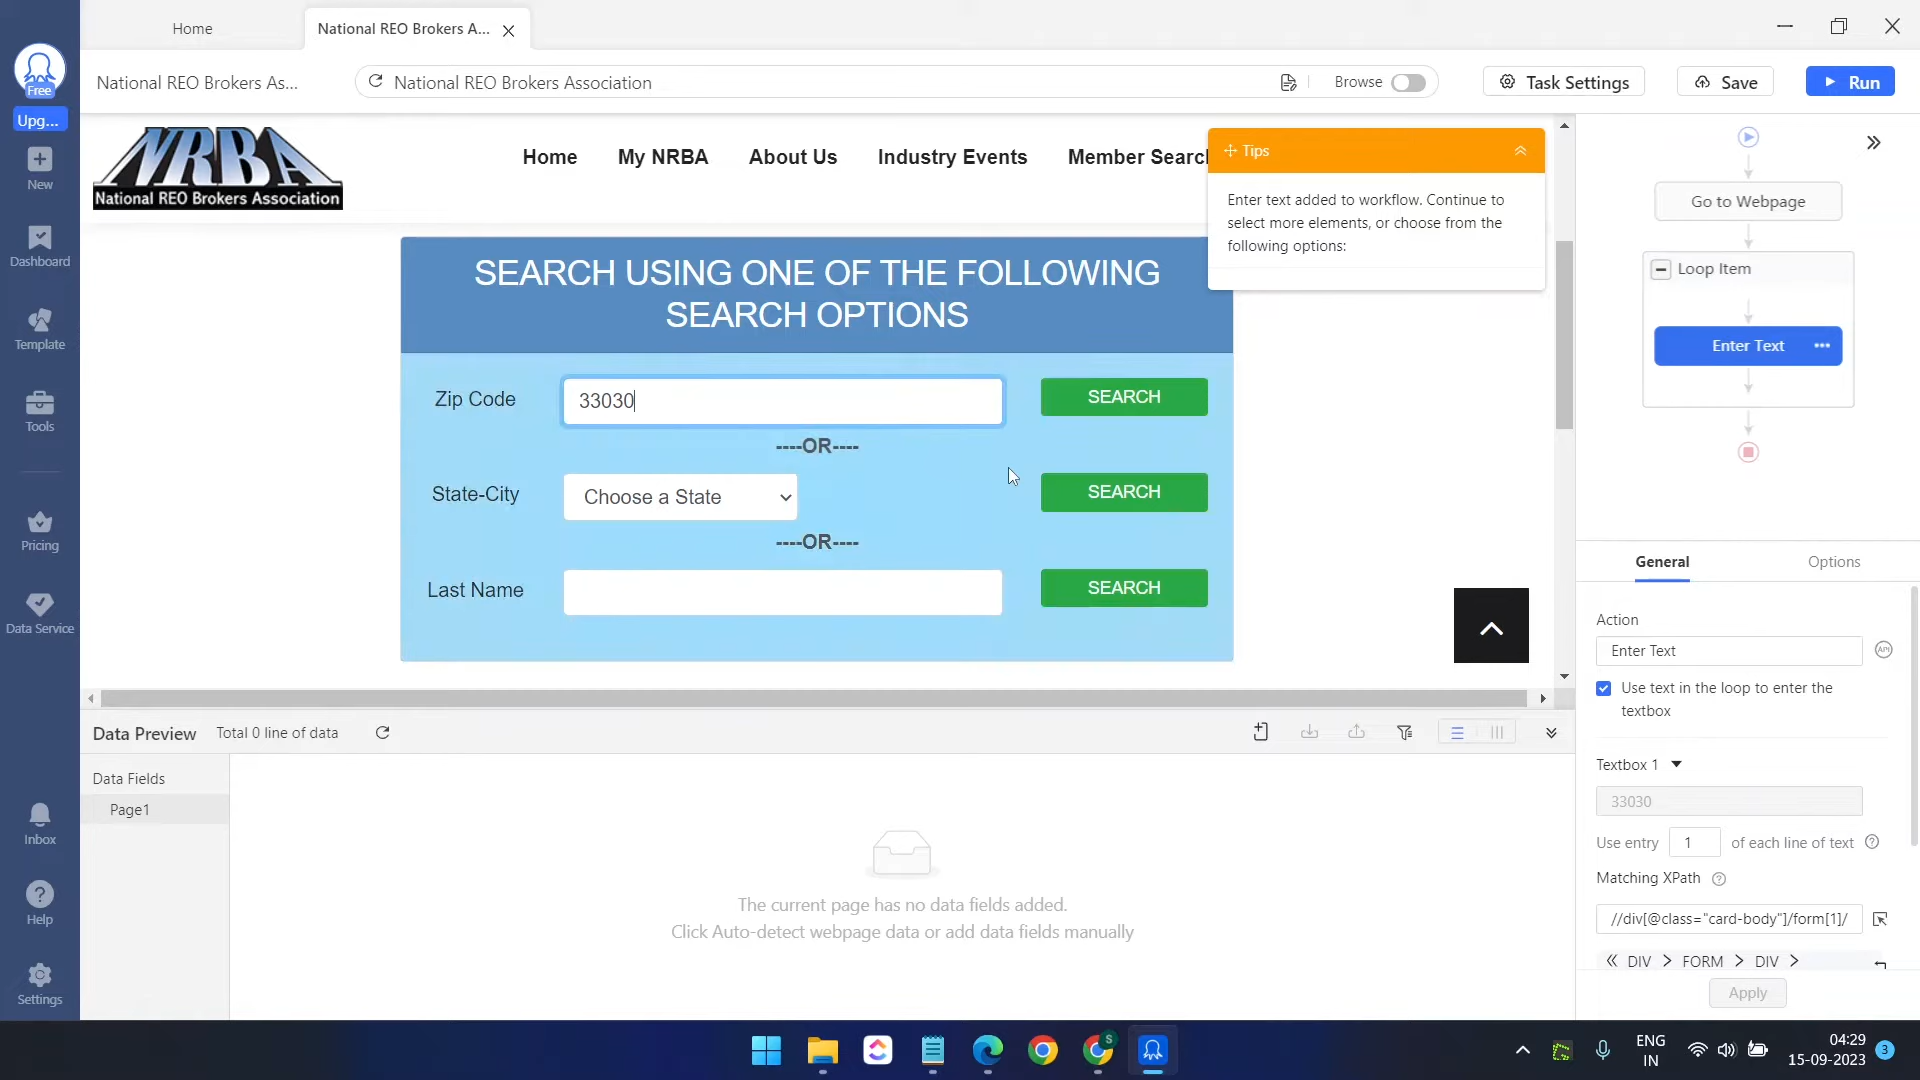 Home
National REO Brokers A...
Free
Upg...
New
Dashboard
Template
Tools
Pricing
Data Service
Inbox
Help
Settings
National REO Brokers As...
National REO Brokers Association
Browse
Task Settings
Save
Run
NRBA
National REO Brokers Association
Home
My NRBA
About Us
Industry Events
Member Search
Tips
Enter text added to workflow. Continue to
select more elements, or choose from the
following options:
SEARCH USING ONE OF THE FOLLOWING
SEARCH OPTIONS
Zip Code
33030
SEARCH
----OR----
State-City
Choose a State
SEARCH
----OR----
Last Name
SEARCH
Go to Webpage
Loop Item
Enter Text
General
Options
Action
Enter Text
API
Use text in the loop to enter the
textbox
Textbox 1
33030
Use entry 1 of each line of text
Matching XPath
//div[@class="card-body"]/form[1]/
DIV > FORM > DIV >
Apply
Data Preview
Total 0 line of data
Data Fields
Page1
The current page has no data fields added.
Click Auto-detect webpage data or add data fields manually
S
ENG
IN
04:29
15-09-2023
3